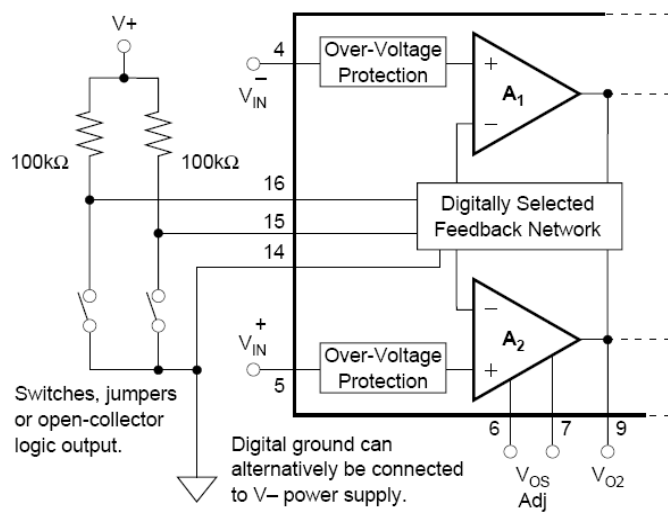 V+
4
Over-Voltage
Protection
V–IN
+
A1
–
100kΩ
100kΩ
16
15
14
Digitally Selected
Feedback Network
–
A2
+
V+IN
5
Over-Voltage
Protection
Switches, jumpers
or open-collector
logic output.
Digital ground can
alternatively be connected
to V– power supply.
6
7
9
VOS
Adj
VO2